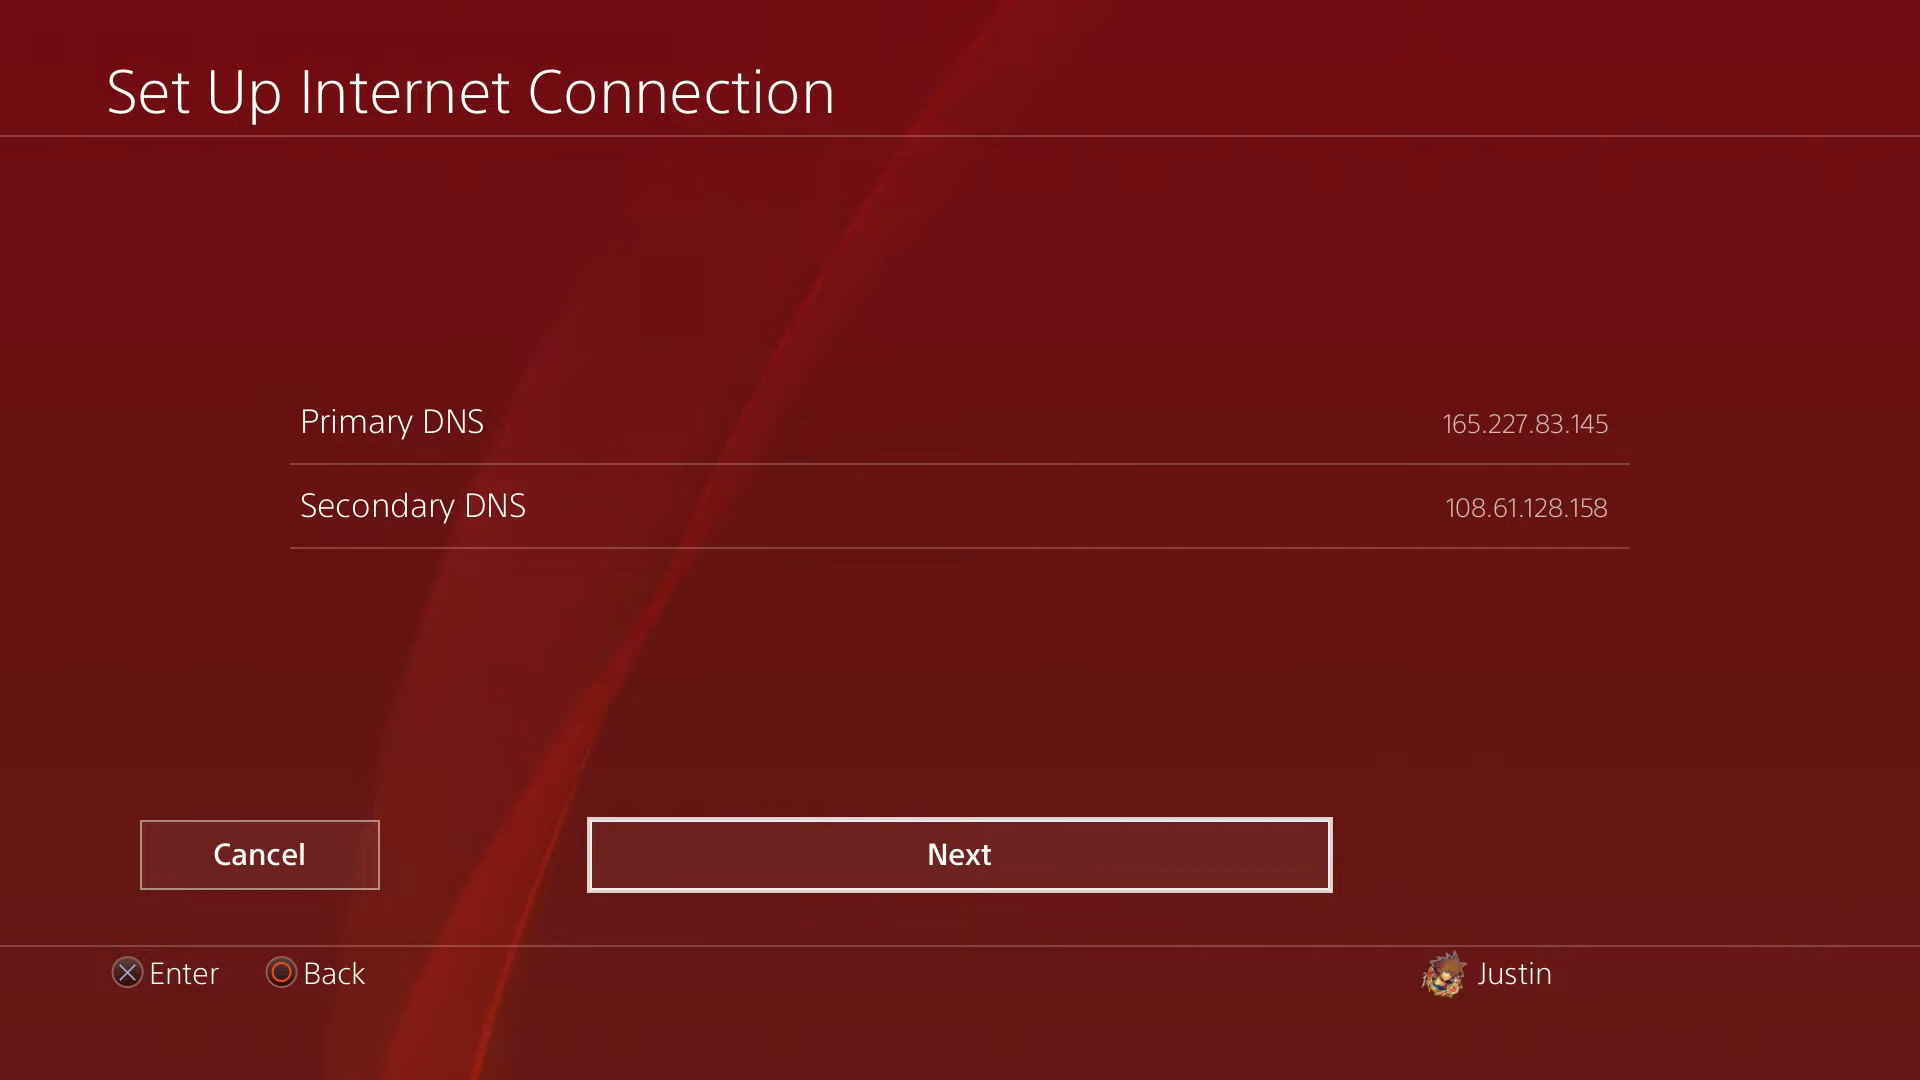 Set Up Internet Connection
Primary DNS 165.227.83.145
Secondary DNS 108.61.128.158
Cancel Next
Enter Back Justin